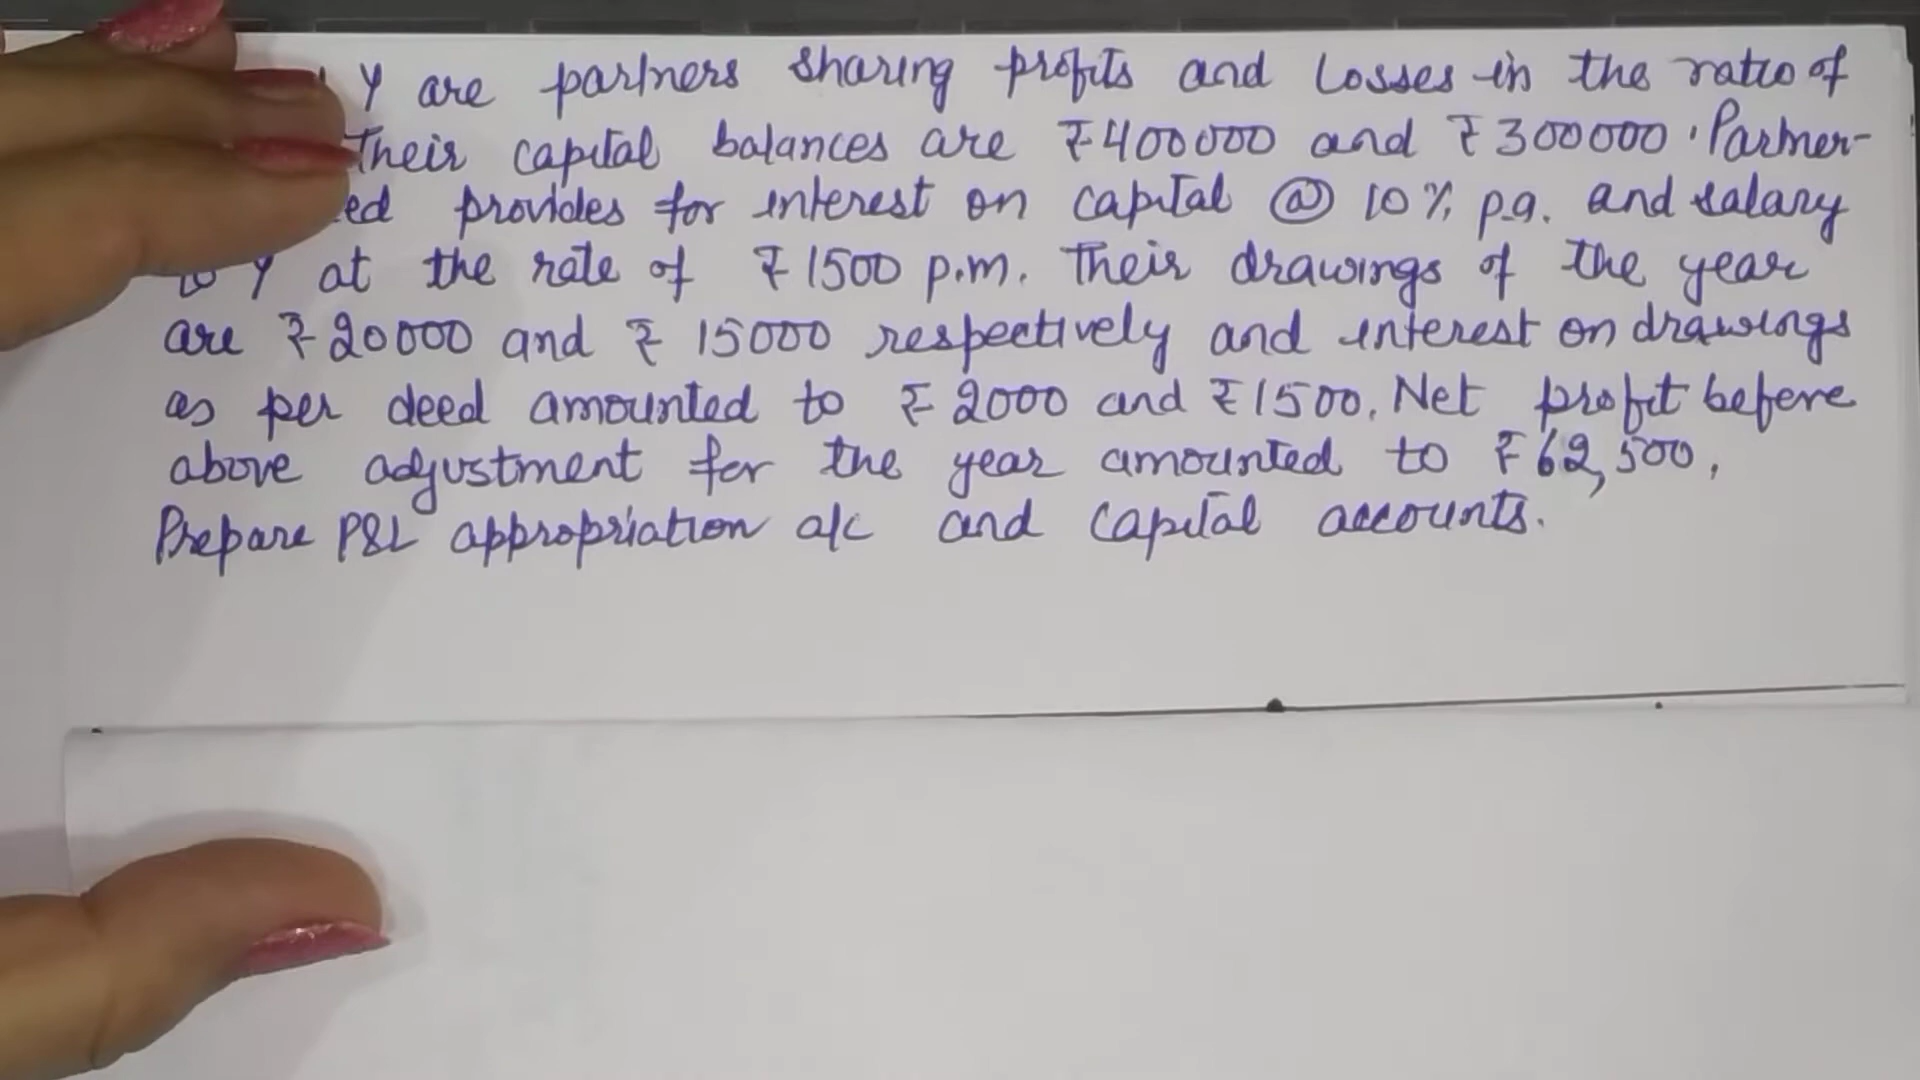 Y are partners sharing profits and Losses in the ratio of
Their capital balances are ₹400000 and ₹300000. Partner-
ed provides for interest on capital @ 10% p.a. and salary
to Y at the rate of ₹1500 p.m. Their drawings of the year
are ₹20000 and ₹ 15000 respectively and interest on drawings
as per deed amounted to ₹ 2000 and ₹1500. Net profit before
above adjustment for the year amounted to ₹62,500,
Prepare P&L appropriation a/c and Capital accounts.